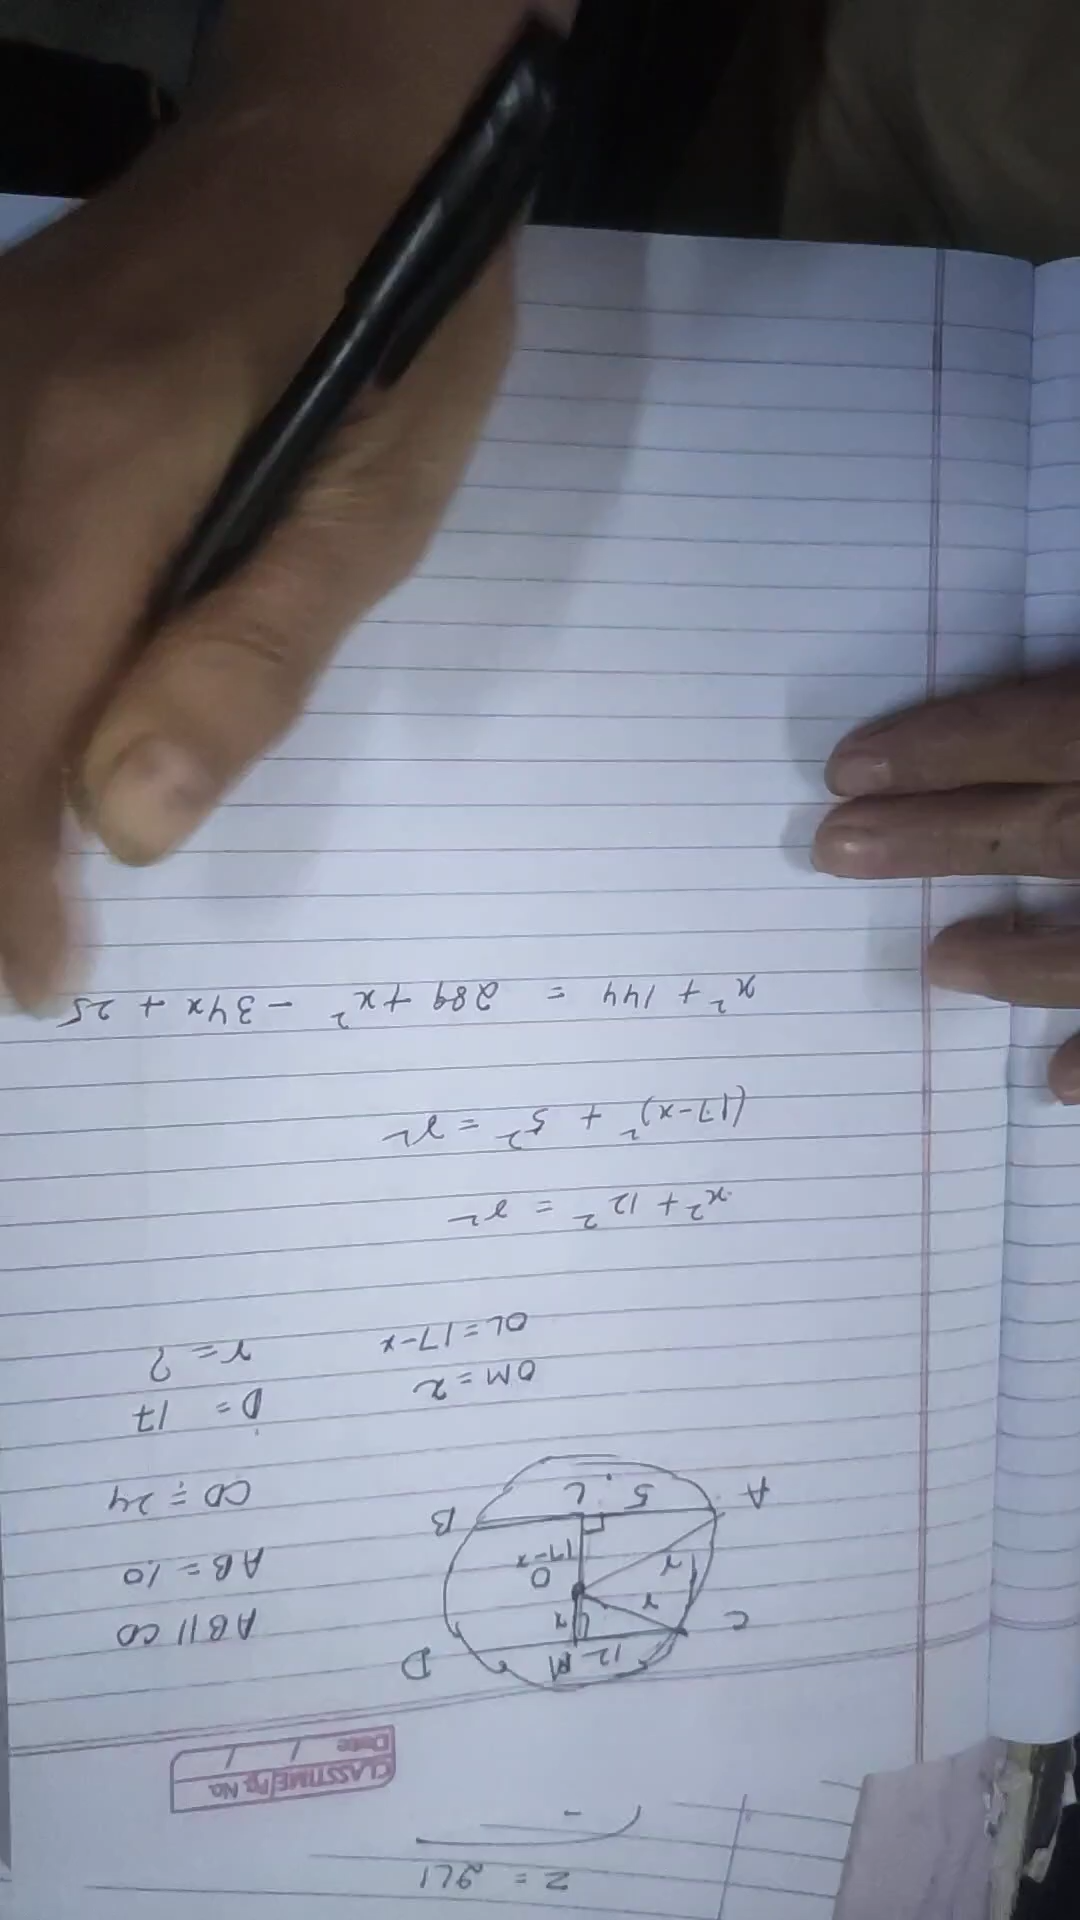 z = 261
CLASSTIME Pg. No.
Date / /
C 12 M D
x
r
O
r
17-x
A 5 L B
AB || CD
AB = 10
CD = 24
D = 17
r = ?
OM = x
OL = 17-x
x² + 12² = r²
(17-x)² + 5² = r²
x² + 144 = 289 + x² - 34x + 25